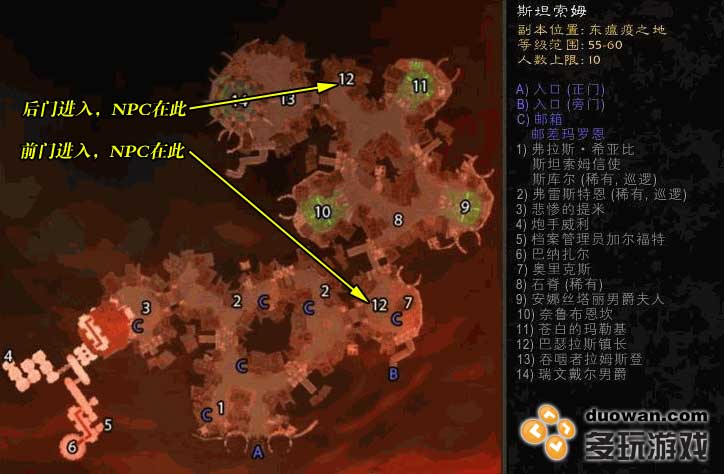 斯坦索姆
副本位置: 东瘟疫之地
等级范围: 55-60
人数上限: 10
A) 入口 (正门)
B) 入口 (旁门)
C) 邮箱
邮差玛罗恩
1) 弗拉斯·希亚比
斯坦索姆信使
斯库尔 (稀有, 巡逻)
2) 弗雷斯特恩 (稀有, 巡逻)
3) 悲惨的提米
4) 炮手威利
5) 档案管理员加尔福特
6) 巴纳扎尔
7) 奥里克斯
8) 石脊 (稀有)
9) 安娜丝塔丽男爵夫人
10) 奈鲁布恩坎
11) 苍白的玛勒基
12) 巴瑟拉斯镇长
13) 吞咽者拉姆斯登
14) 瑞文戴尔男爵
后门进入，NPC在此
前门进入，NPC在此
12
11
14
13
10
9
8
3
2
C
C
2
C
12
7
C
4
C
B
1
C
5
6
A
duowan.com
多玩游戏